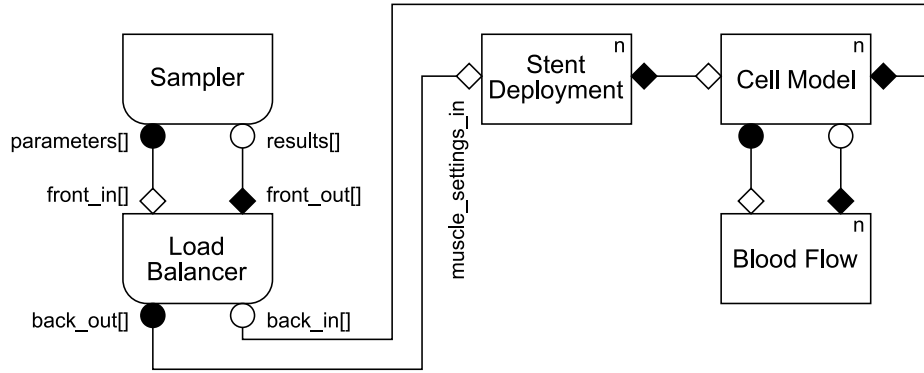 Sampler
parameters[]
results[]
front_in[]
front_out[]
Load
Balancer
back_out[]
back_in[]
muscle_settings_in
n
Stent
Deployment
n
Cell Model
n
Blood Flow